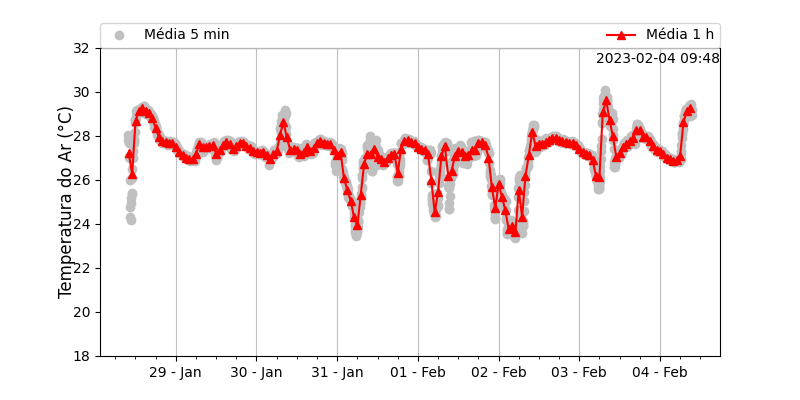 Média 5 min
Média 1 h
2023-02-04 09:48
Temperatura do Ar (°C)
32
30
28
26
24
22
20
18
29 - Jan
30 - Jan
31 - Jan
01 - Feb
02 - Feb
03 - Feb
04 - Feb